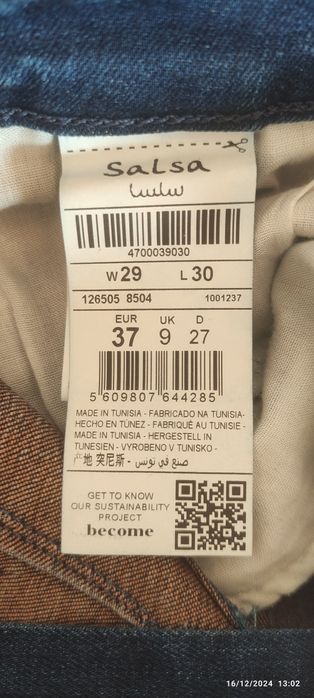 Salsa
سلسا
4700039030
W29 L30
126505 8504 1001237
EUR UK D
37 9 27
5 609807 644285
MADE IN TUNISIA - FABRICADO NA TUNISIA-
HECHO EN TÚNEZ - FABRIQUÉ AU TUNISIE -
MADE IN TUNISIA - HERGESTELL IN
TUNESIEN - VYROBENO V TUNISKO -
产地 突尼斯 - صنع في تونس
GET TO KNOW
OUR SUSTAINABILITY
PROJECT
become
16/12/2024 13:02